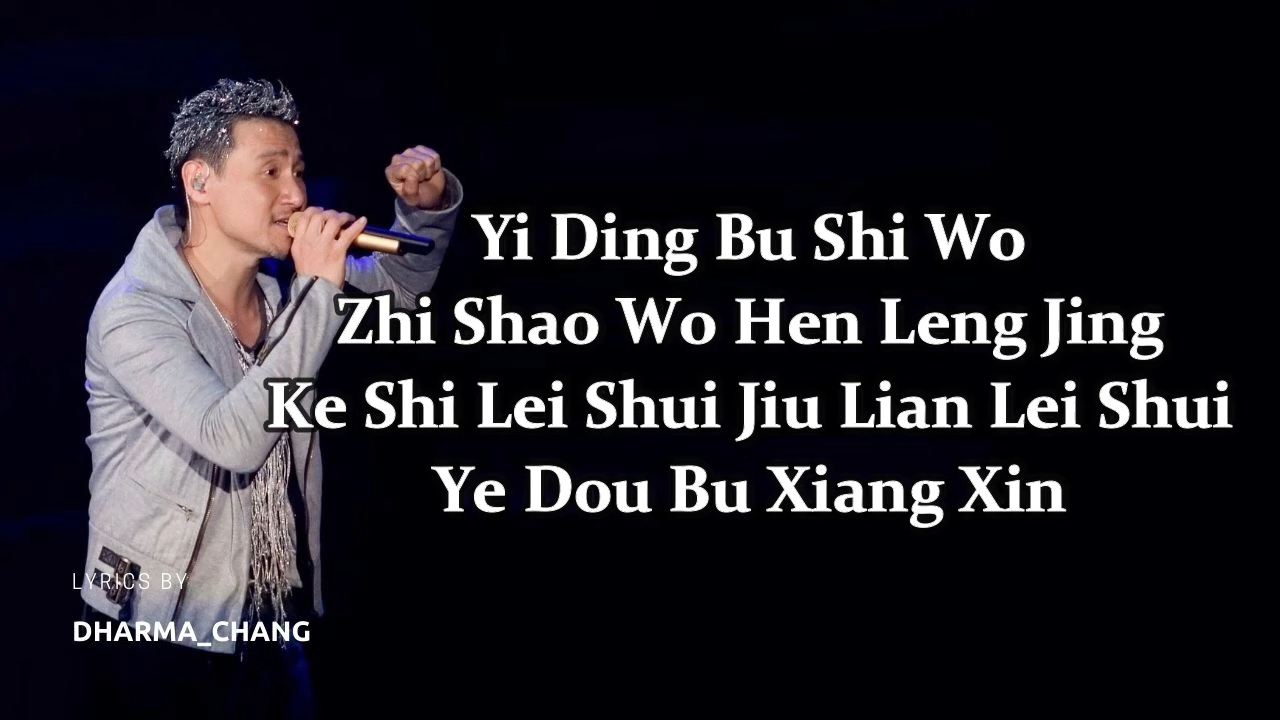 Yi Ding Bu Shi Wo
Zhi Shao Wo Hen Leng Jing
Ke Shi Lei Shui Jiu Lian Lei Shui
Ye Dou Bu Xiang Xin
LYRICS BY
DHARMA_CHANG